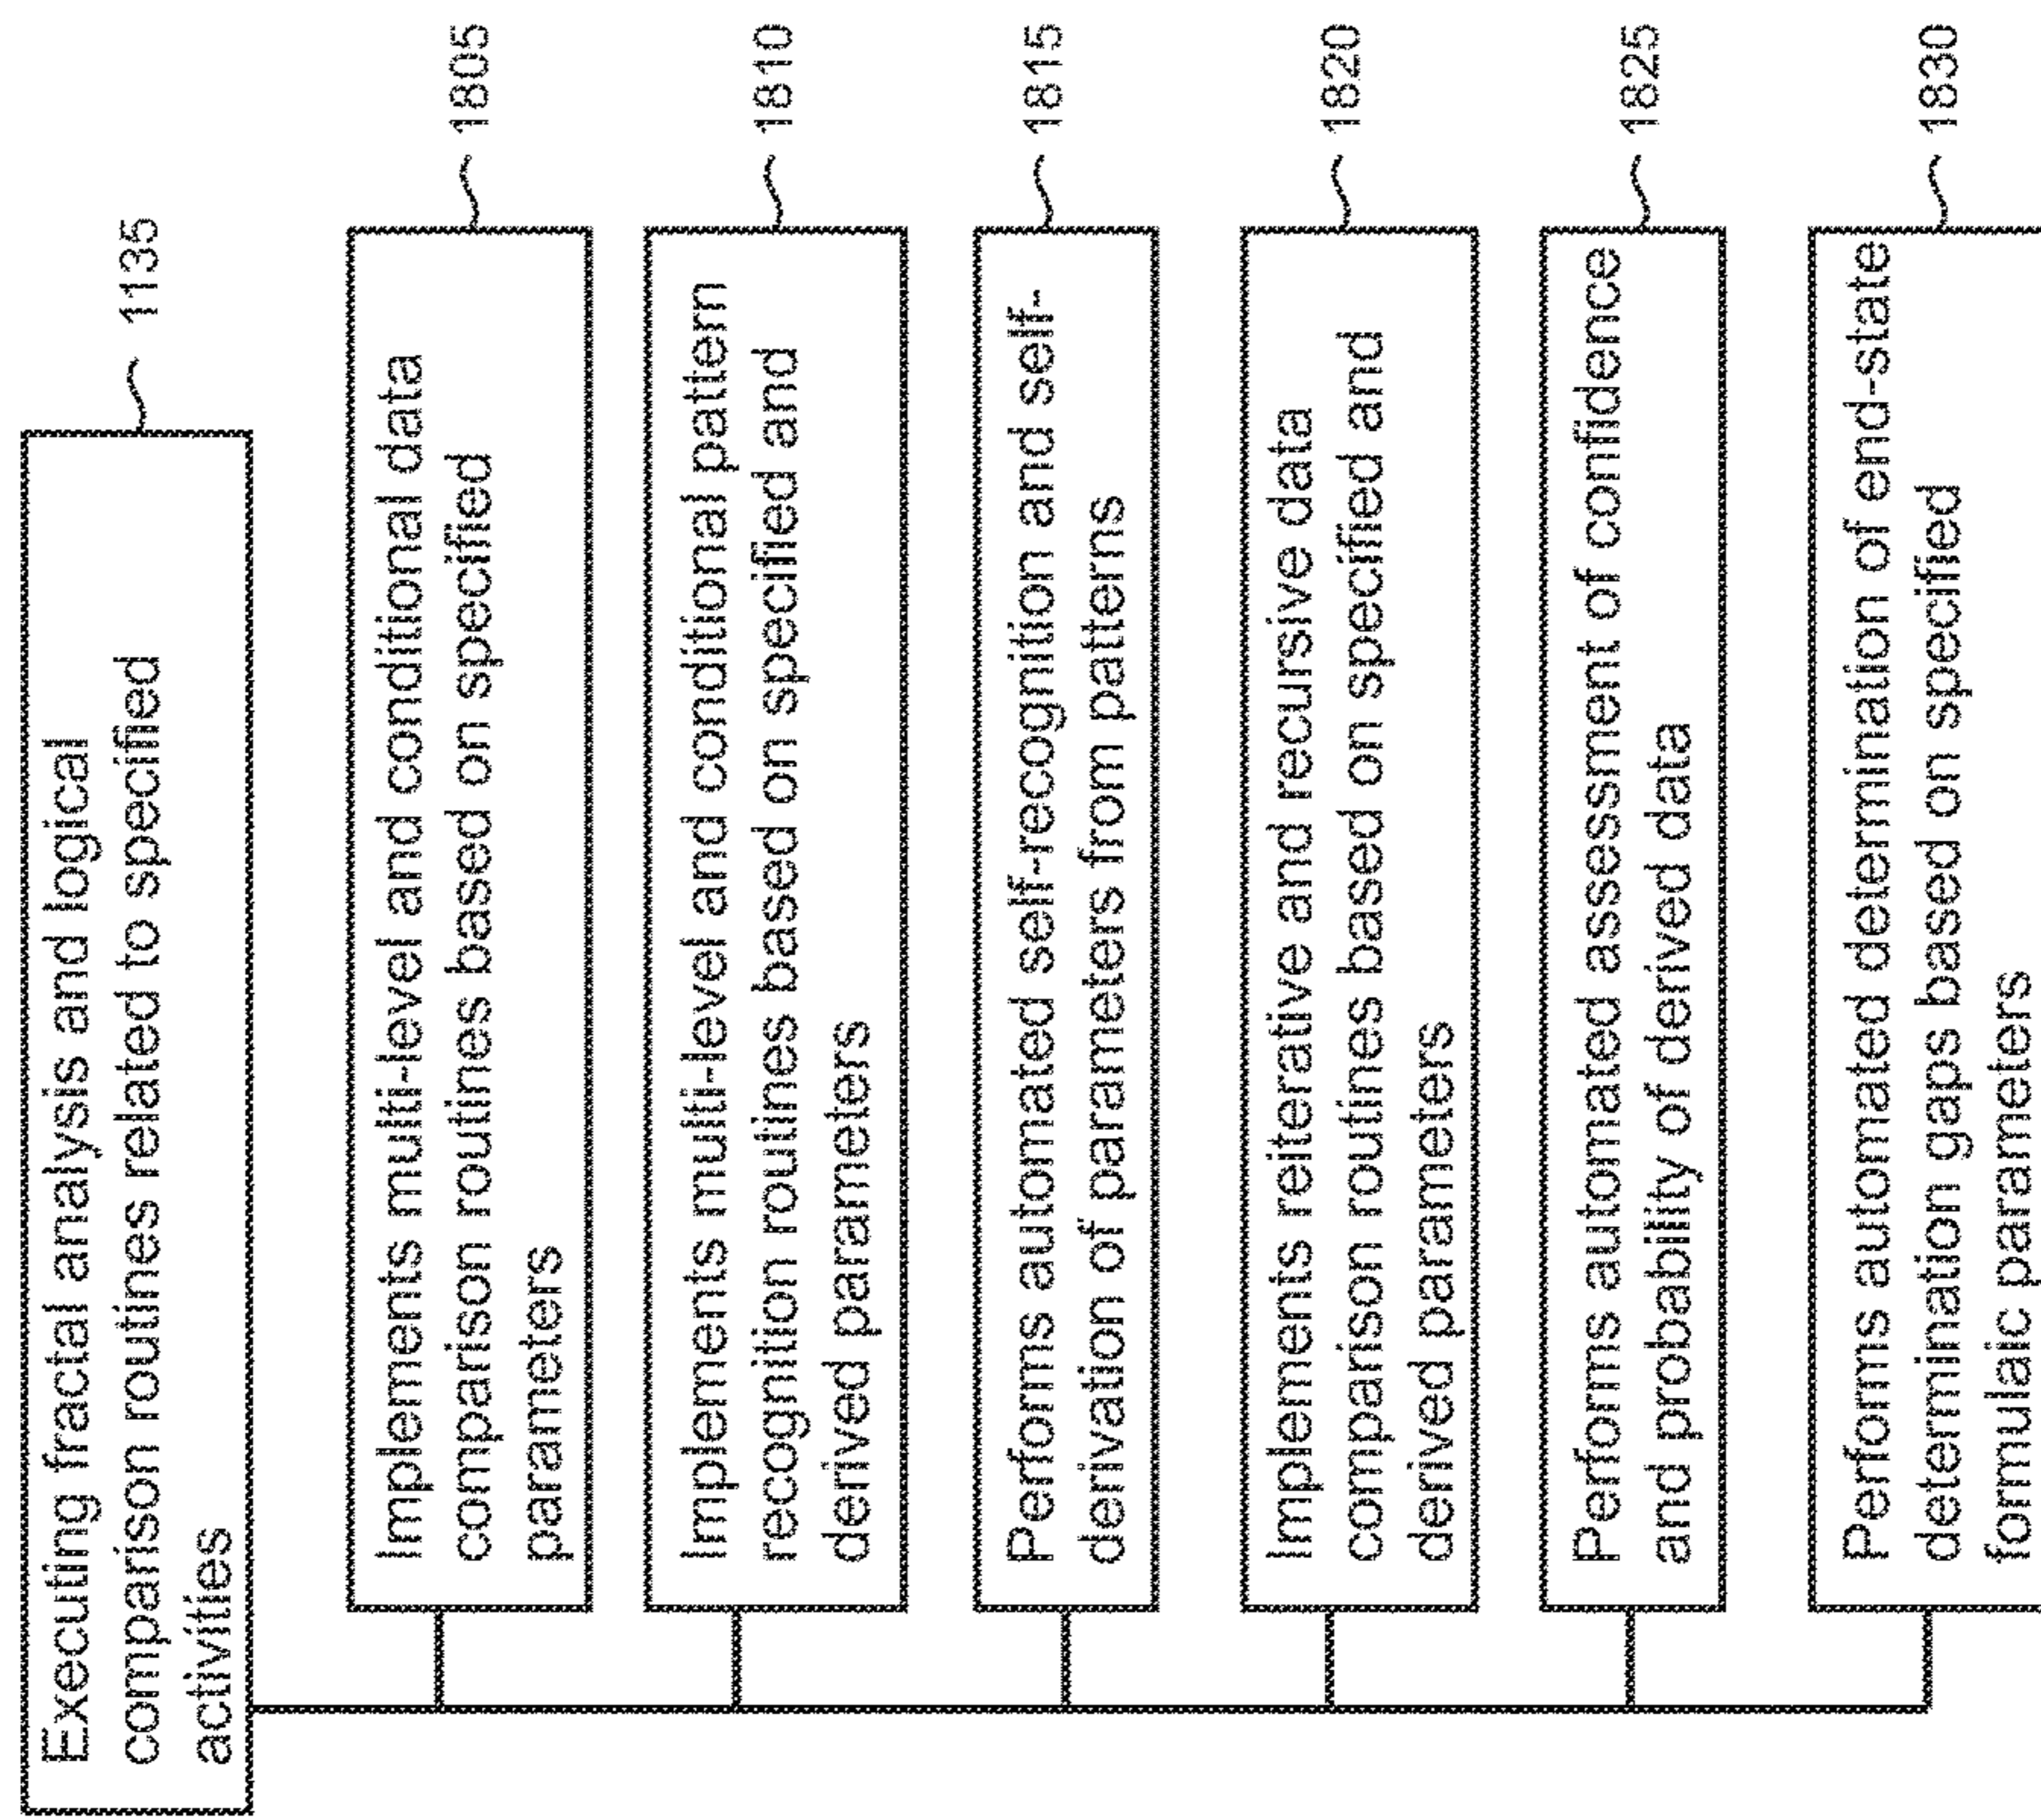 Executing fractal analysis and logical
comparison routines related to specified
activities
1135
Implements multi-level and conditional data
comparison routines based on specified
parameters
1805
Implements multi-level and conditional pattern
recognition routines based on specified and
derived parameters
1810
Performs automated self-recognition and self-
derivation of parameters from patterns
1815
Implements reiterative and recursive data
comparison routines based on specified and
derived parameters
1820
Performs automated assessment of confidence
and probability of derived data
1825
Performs automated determination of end-state
determination gaps based on specified
formulaic parameters
1830